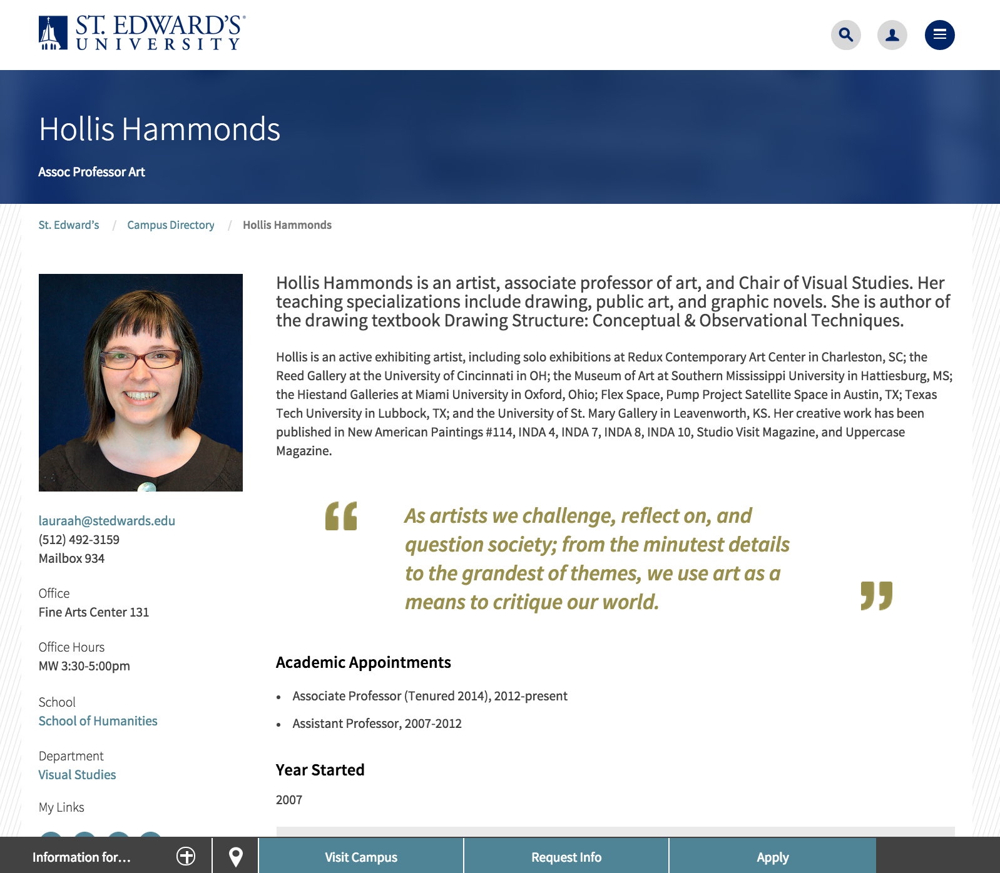 ST. EDWARD'S®
UNIVERSITY
Hollis Hammonds
Assoc Professor Art
St. Edward’s / Campus Directory / Hollis Hammonds
Hollis Hammonds is an artist, associate professor of art, and Chair of Visual Studies. Her
teaching specializations include drawing, public art, and graphic novels. She is author of
the drawing textbook Drawing Structure: Conceptual & Observational Techniques.
Hollis is an active exhibiting artist, including solo exhibitions at Redux Contemporary Art Center in Charleston, SC; the
Reed Gallery at the University of Cincinnati in OH; the Museum of Art at Southern Mississippi University in Hattiesburg, MS;
the Hiestand Galleries at Miami University in Oxford, Ohio; Flex Space, Pump Project Satellite Space in Austin, TX; Texas
Tech University in Lubbock, TX; and the University of St. Mary Gallery in Leavenworth, KS. Her creative work has been
published in New American Paintings #114, INDA 4, INDA 7, INDA 8, INDA 10, Studio Visit Magazine, and Uppercase
Magazine.
“ As artists we challenge, reflect on, and
question society; from the minutest details
to the grandest of themes, we use art as a
means to critique our world. ”
Academic Appointments
• Associate Professor (Tenured 2014), 2012-present
• Assistant Professor, 2007-2012
Year Started
2007
lauraah@stedwards.edu
(512) 492-3159
Mailbox 934
Office
Fine Arts Center 131
Office Hours
MW 3:30-5:00pm
School
School of Humanities
Department
Visual Studies
My Links
Information for...
Visit Campus
Request Info
Apply